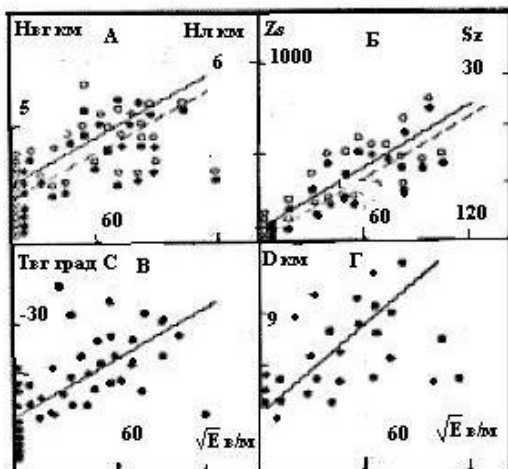 Нвг км А Нл км
5
6
60
Zs Б Sz
1000
30
60 120
Твг град С В
-30
60 √E в/м
D км Г
9
60 √E в/м